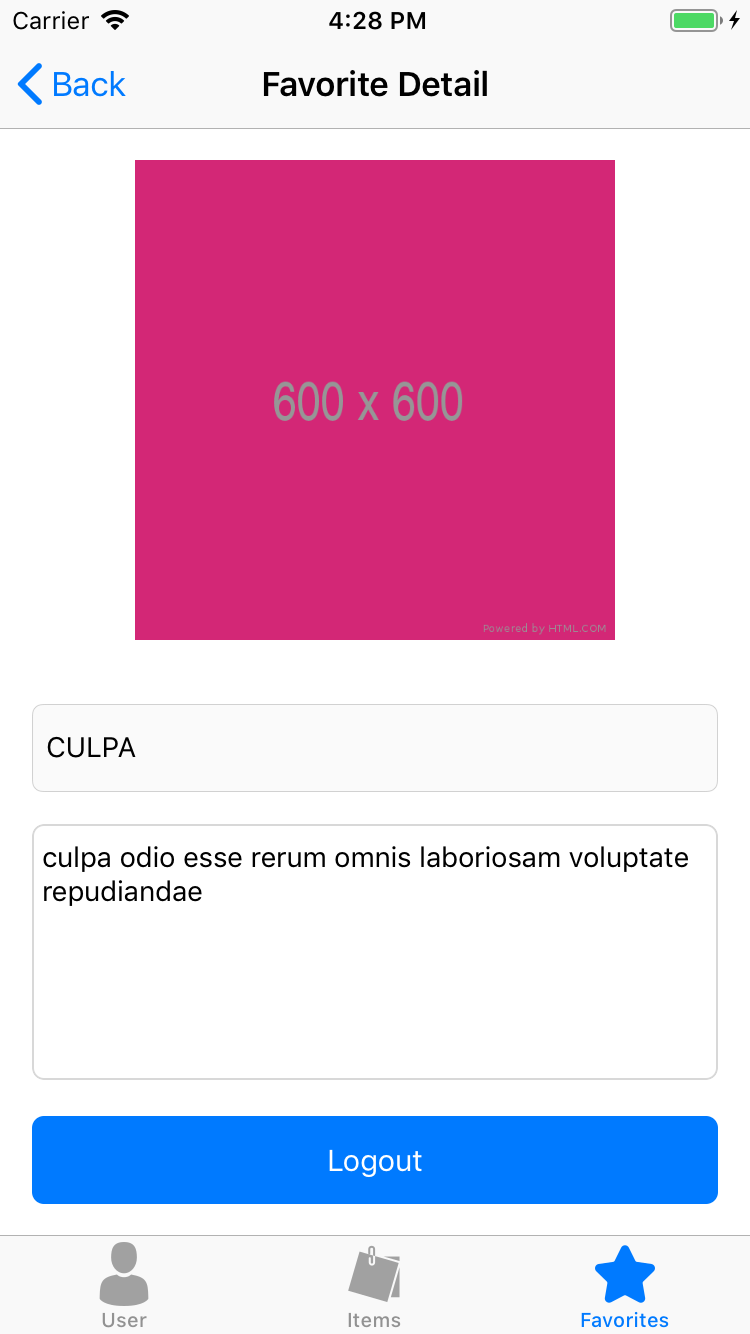 Carrier
4:28 PM
Back
Favorite Detail
600 x 600
Powered by HTML.COM
CULPA
culpa odio esse rerum omnis laboriosam voluptate
repudiandae
Logout
User
Items
Favorites